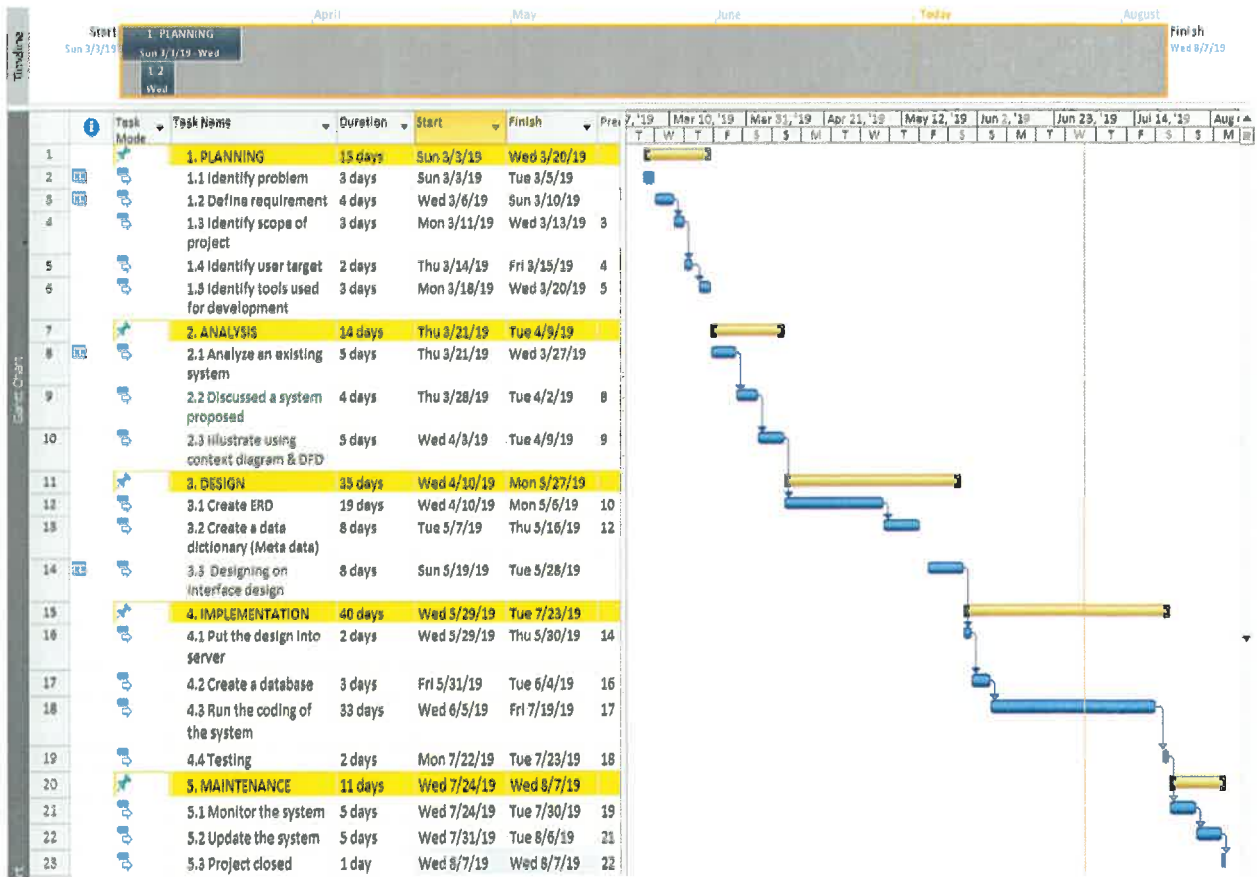 April May June Today August
Start
Sun 3/3/19
1 PLANNING
Sun 3/3/19 - Wed
1 2
Wed
Finish
Wed 8/7/19
Timeline
Task Mode Task Name Duration Start Finish
7, '19 Mar 10, '19 Mar 31, '19 Apr 21, '19 May 12, '19 Jun 2, '19 Jun 23, '19 Jul 14, '19 Aug
T W T F S S M T W T F S S M T W T F S S M
Gantt Chart
1 1. PLANNING 15 days Sun 3/3/19 Wed 3/20/19
2 1.1 Identify problem 3 days Sun 3/3/19 Tue 3/5/19
3 1.2 Define requirement 4 days Wed 3/6/19 Sun 3/10/19
4 1.3 Identify scope of project 3 days Mon 3/11/19 Wed 3/13/19 3
5 1.4 Identify user target 2 days Thu 3/14/19 Fri 3/15/19 4
6 1.5 Identify tools used for development 3 days Mon 3/18/19 Wed 3/20/19 5
7 2. ANALYSIS 14 days Thu 3/21/19 Tue 4/9/19
8 2.1 Analyze an existing system 5 days Thu 3/21/19 Wed 3/27/19
9 2.2 Discussed a system proposed 4 days Thu 3/28/19 Tue 4/2/19 8
10 2.3 Illustrate using context diagram & DFD 5 days Wed 4/3/19 Tue 4/9/19 9
11 3. DESIGN 35 days Wed 4/10/19 Mon 5/27/19
12 3.1 Create ERD 19 days Wed 4/10/19 Mon 5/6/19 10
13 3.2 Create a data dictionary (Meta data) 8 days Tue 5/7/19 Thu 5/16/19 12
14 3.3 Designing on interface design 8 days Sun 5/19/19 Tue 5/28/19
15 4. IMPLEMENTATION 40 days Wed 5/29/19 Tue 7/23/19
16 4.1 Put the design into server 2 days Wed 5/29/19 Thu 5/30/19 14
17 4.2 Create a database 3 days Fri 5/31/19 Tue 6/4/19 16
18 4.3 Run the coding of the system 33 days Wed 6/5/19 Fri 7/19/19 17
19 4.4 Testing 2 days Mon 7/22/19 Tue 7/23/19 18
20 5. MAINTENANCE 11 days Wed 7/24/19 Wed 8/7/19
21 5.1 Monitor the system 5 days Wed 7/24/19 Tue 7/30/19 19
22 5.2 Update the system 5 days Wed 7/31/19 Tue 8/6/19 21
23 5.3 Project closed 1 day Wed 8/7/19 Wed 8/7/19 22